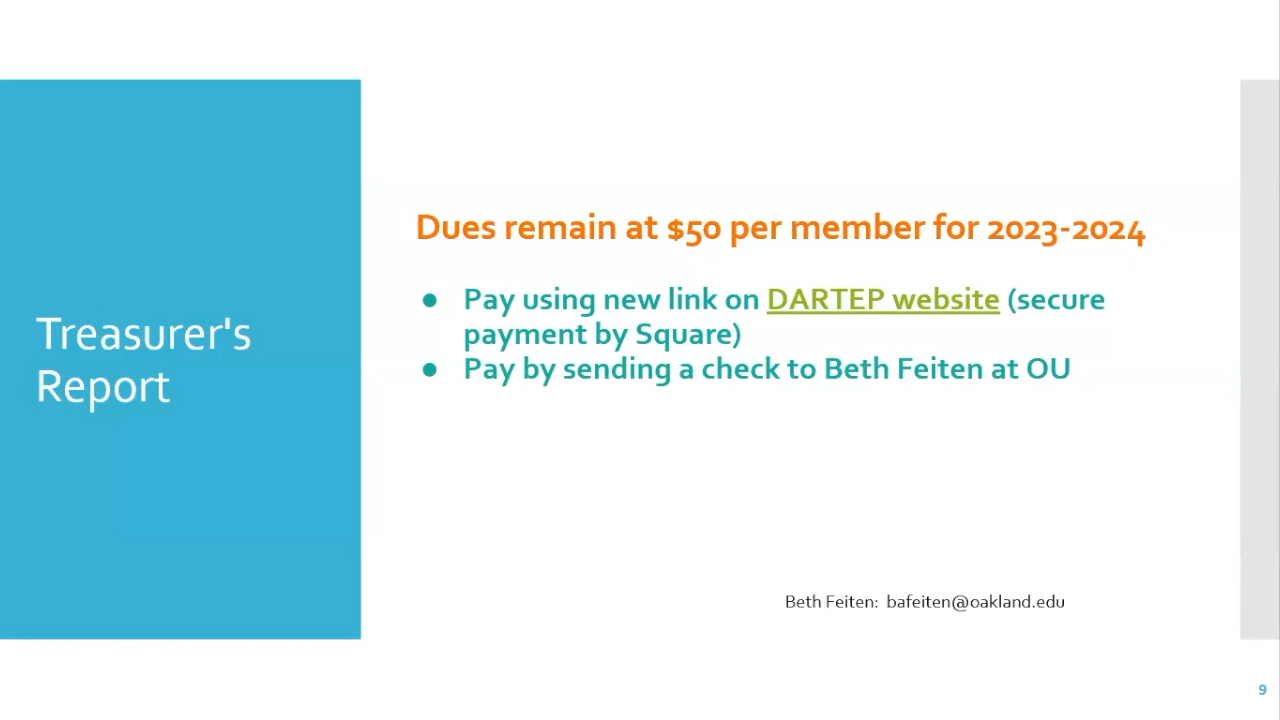 Treasurer's
Report
Dues remain at $50 per member for 2023-2024
● Pay using new link on DARTEP website (secure
payment by Square)
● Pay by sending a check to Beth Feiten at OU
Beth Feiten:  bafeiten@oakland.edu
9